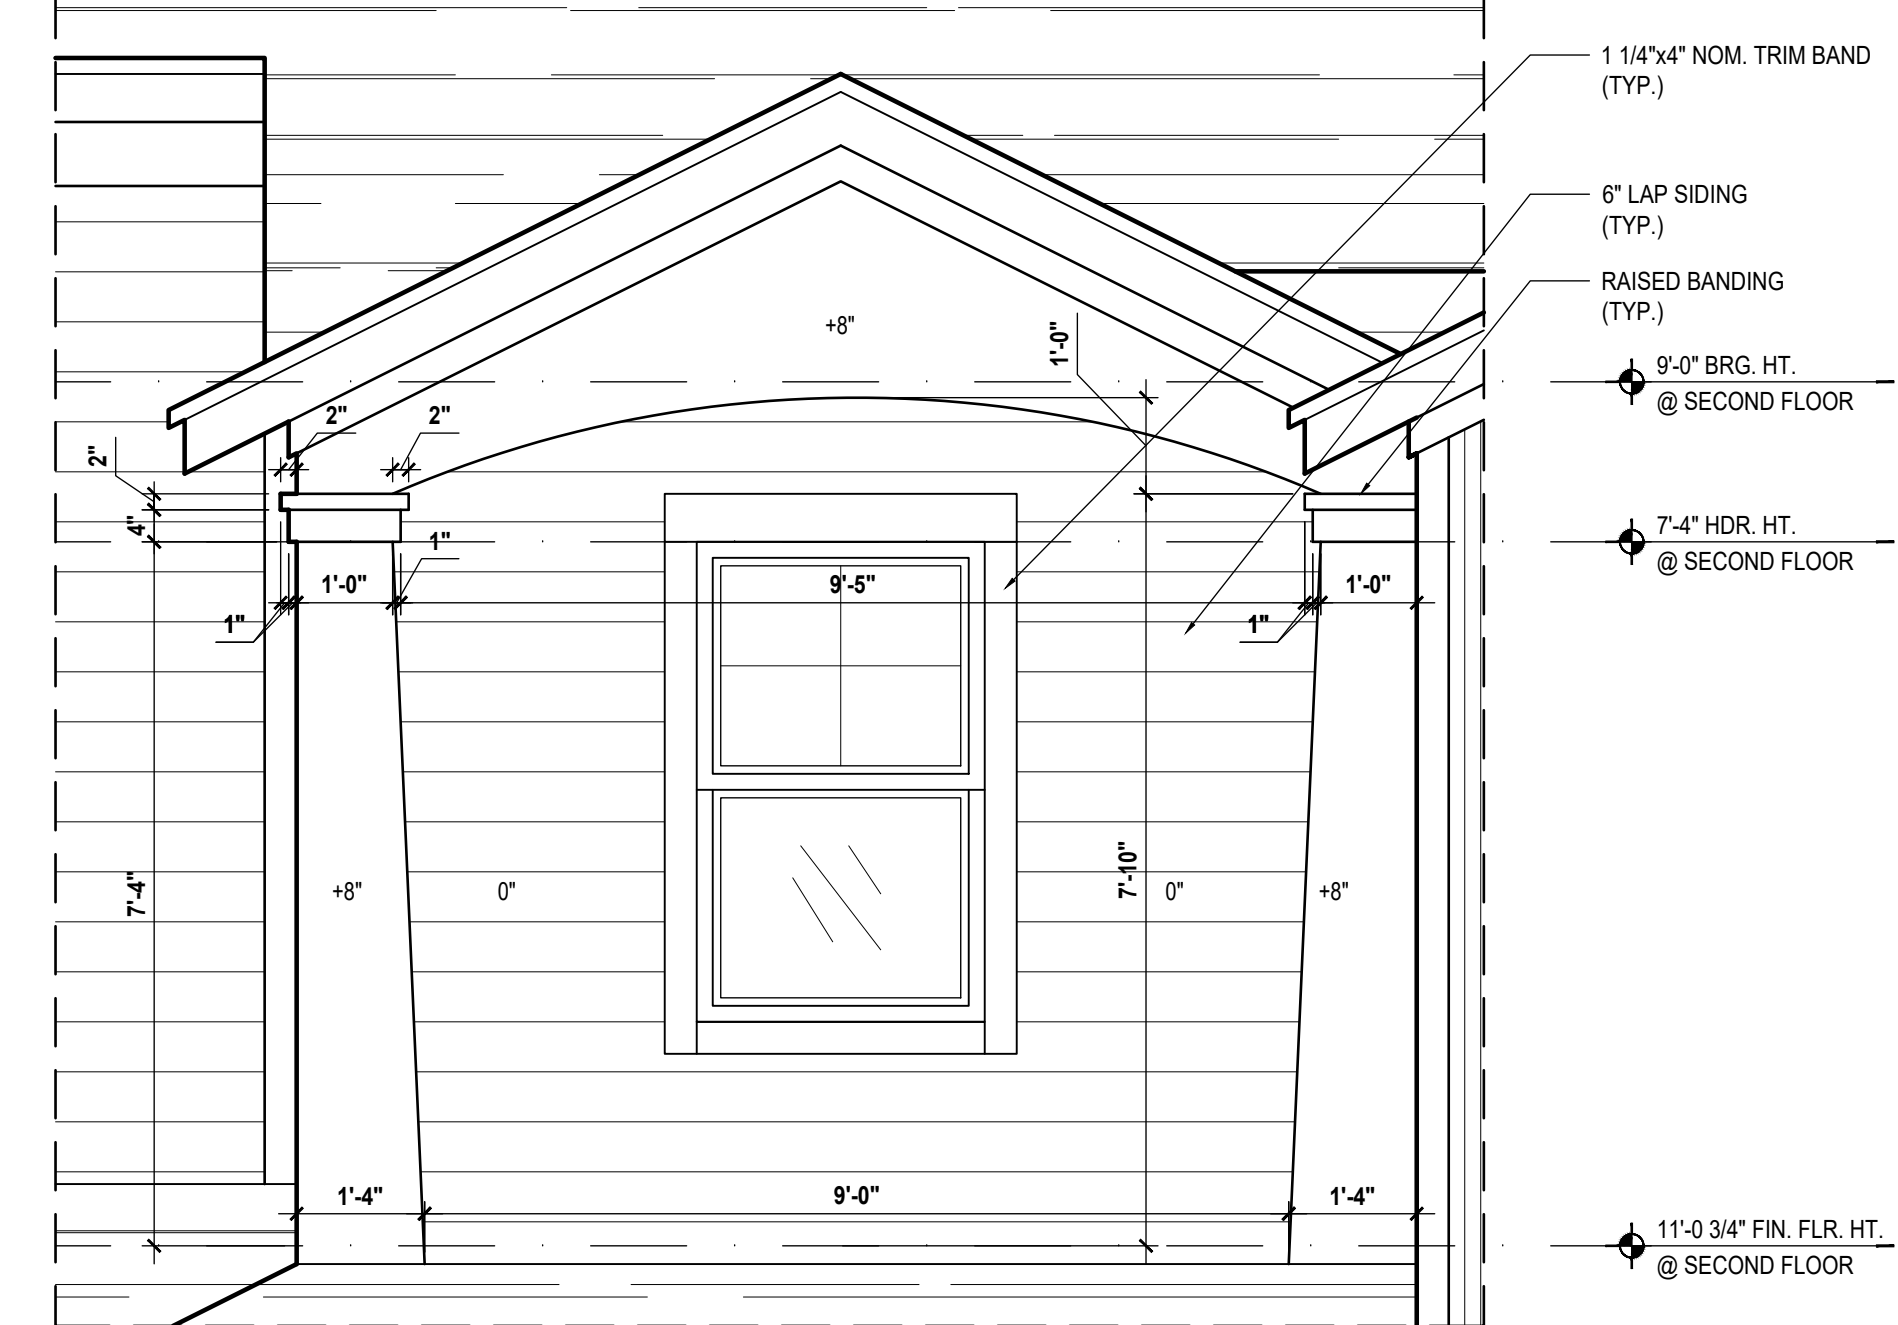 1 1/4"x4" NOM. TRIM BAND
(TYP.)
6" LAP SIDING
(TYP.)
RAISED BANDING
(TYP.)
+8"
1'-0"
9'-0" BRG. HT.
@ SECOND FLOOR
2"
2"
2"
4"
7'-4" HDR. HT.
@ SECOND FLOOR
1"
1'-0"
9'-5"
1'-0"
1"
1"
7'-4"
+8"
0"
7'-10"
0"
+8"
1'-4"
9'-0"
1'-4"
11'-0 3/4" FIN. FLR. HT.
@ SECOND FLOOR